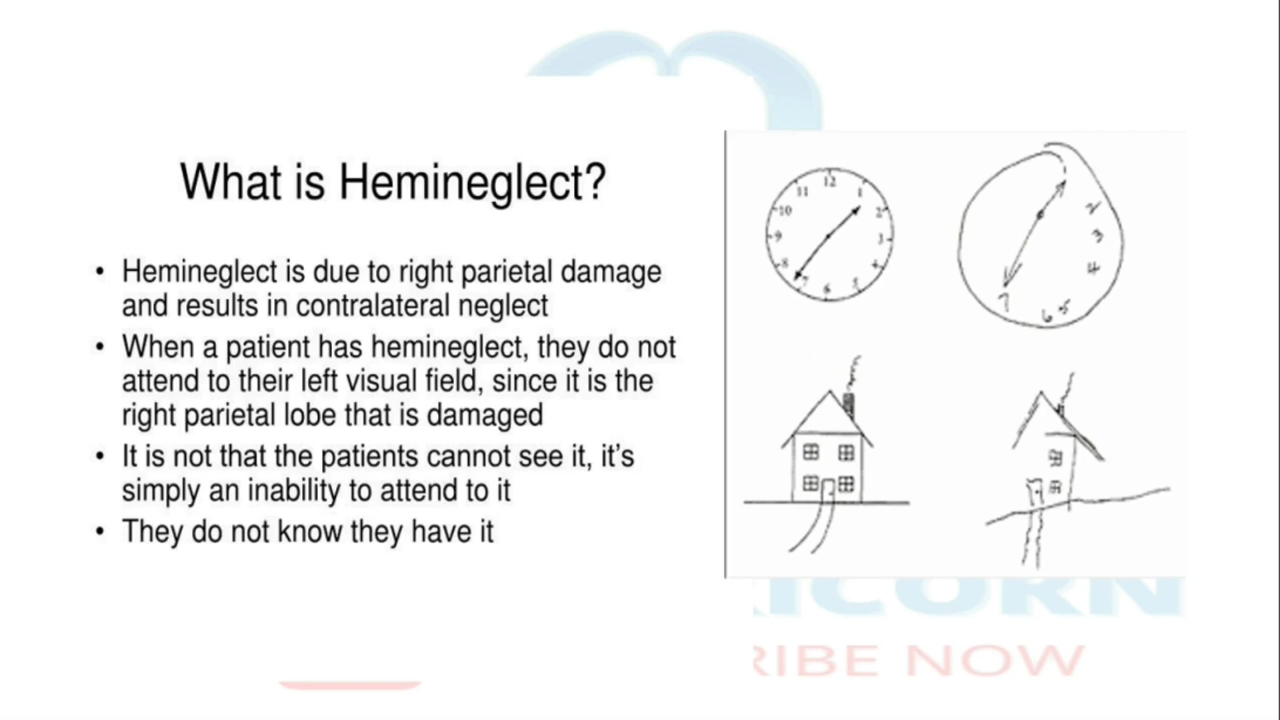 What is Hemineglect?
• Hemineglect is due to right parietal damage
and results in contralateral neglect
• When a patient has hemineglect, they do not
attend to their left visual field, since it is the
right parietal lobe that is damaged
• It is not that the patients cannot see it, it's
simply an inability to attend to it
• They do not know they have it
12
11
1
10
2
9
3
8
4
7
6
5
2
3
4
7
6
5
ICORN
RIBE NOW